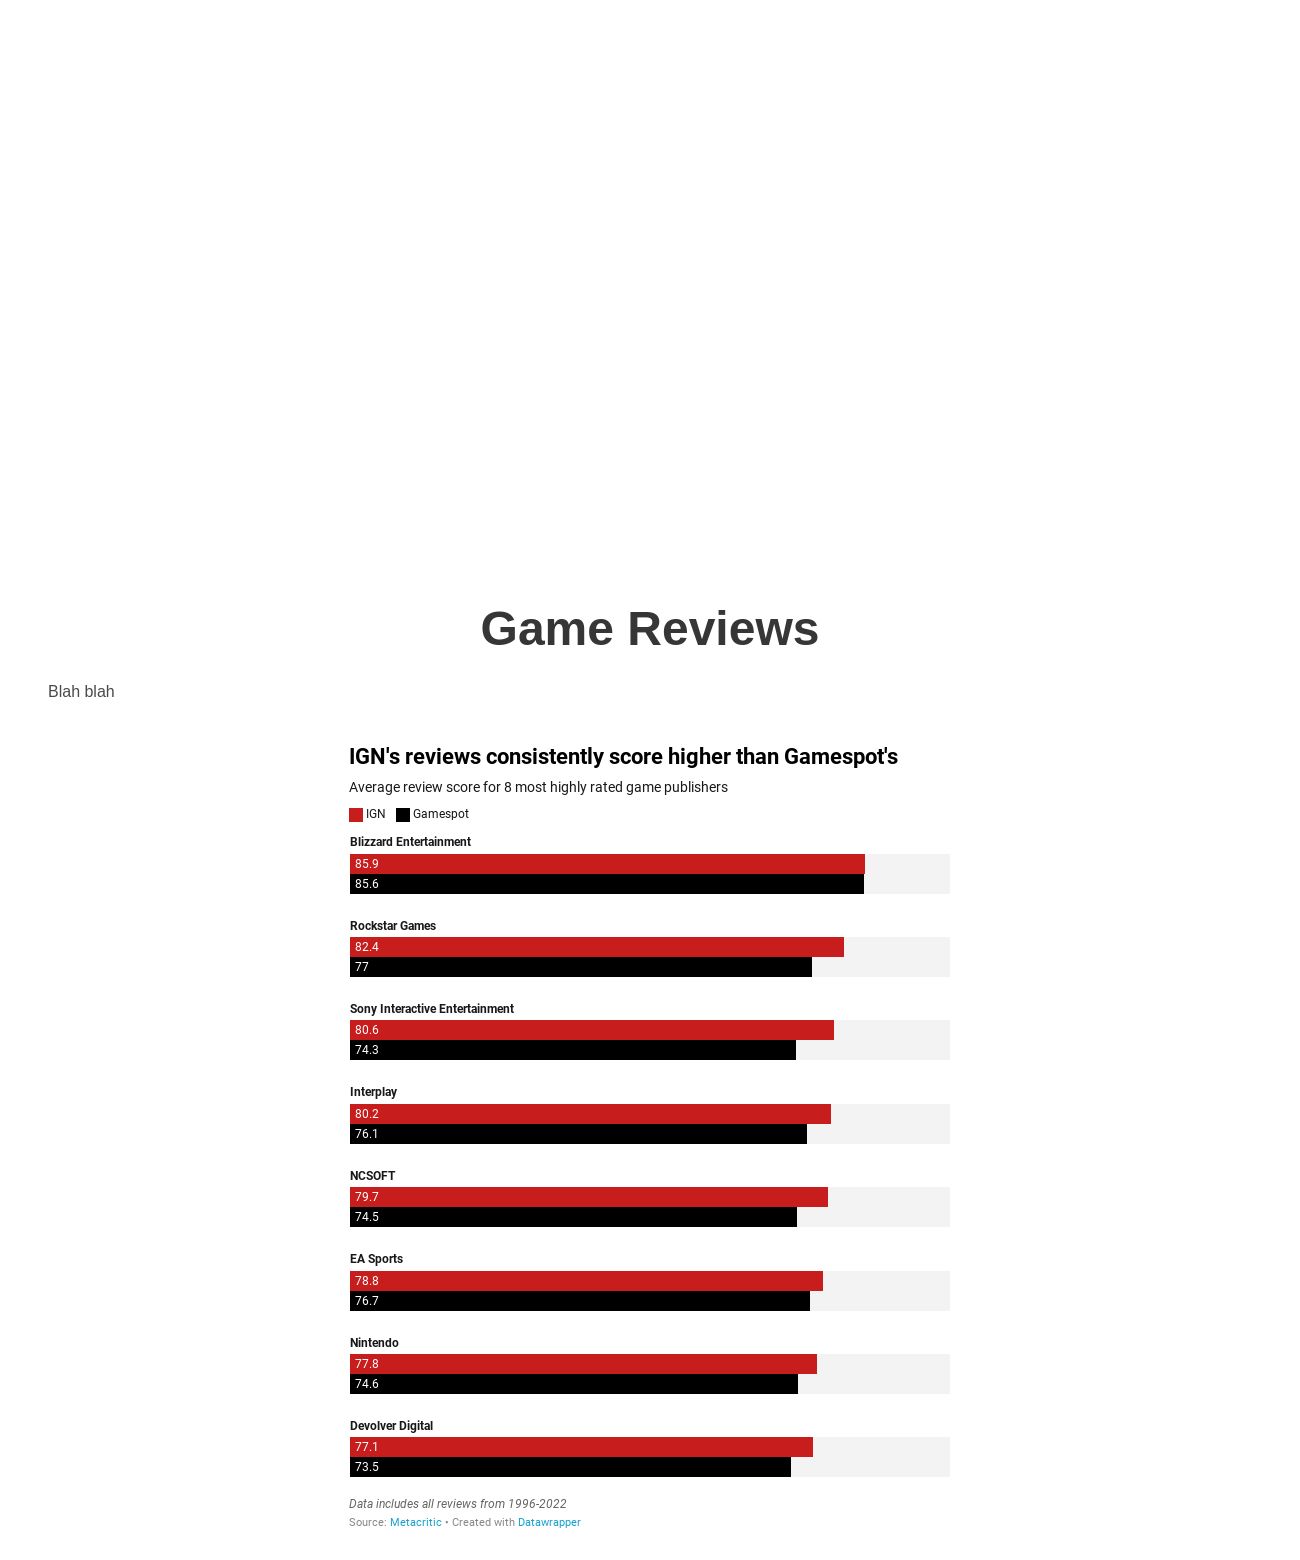 Game Reviews
Blah blah
IGN's reviews consistently score higher than Gamespot's
Average review score for 8 most highly rated game publishers
IGN Gamespot
Blizzard Entertainment
85.9
85.6
Rockstar Games
82.4
77
Sony Interactive Entertainment
80.6
74.3
Interplay
80.2
76.1
NCSOFT
79.7
74.5
EA Sports
78.8
76.7
Nintendo
77.8
74.6
Devolver Digital
77.1
73.5
Data includes all reviews from 1996-2022
Source: Metacritic • Created with Datawrapper